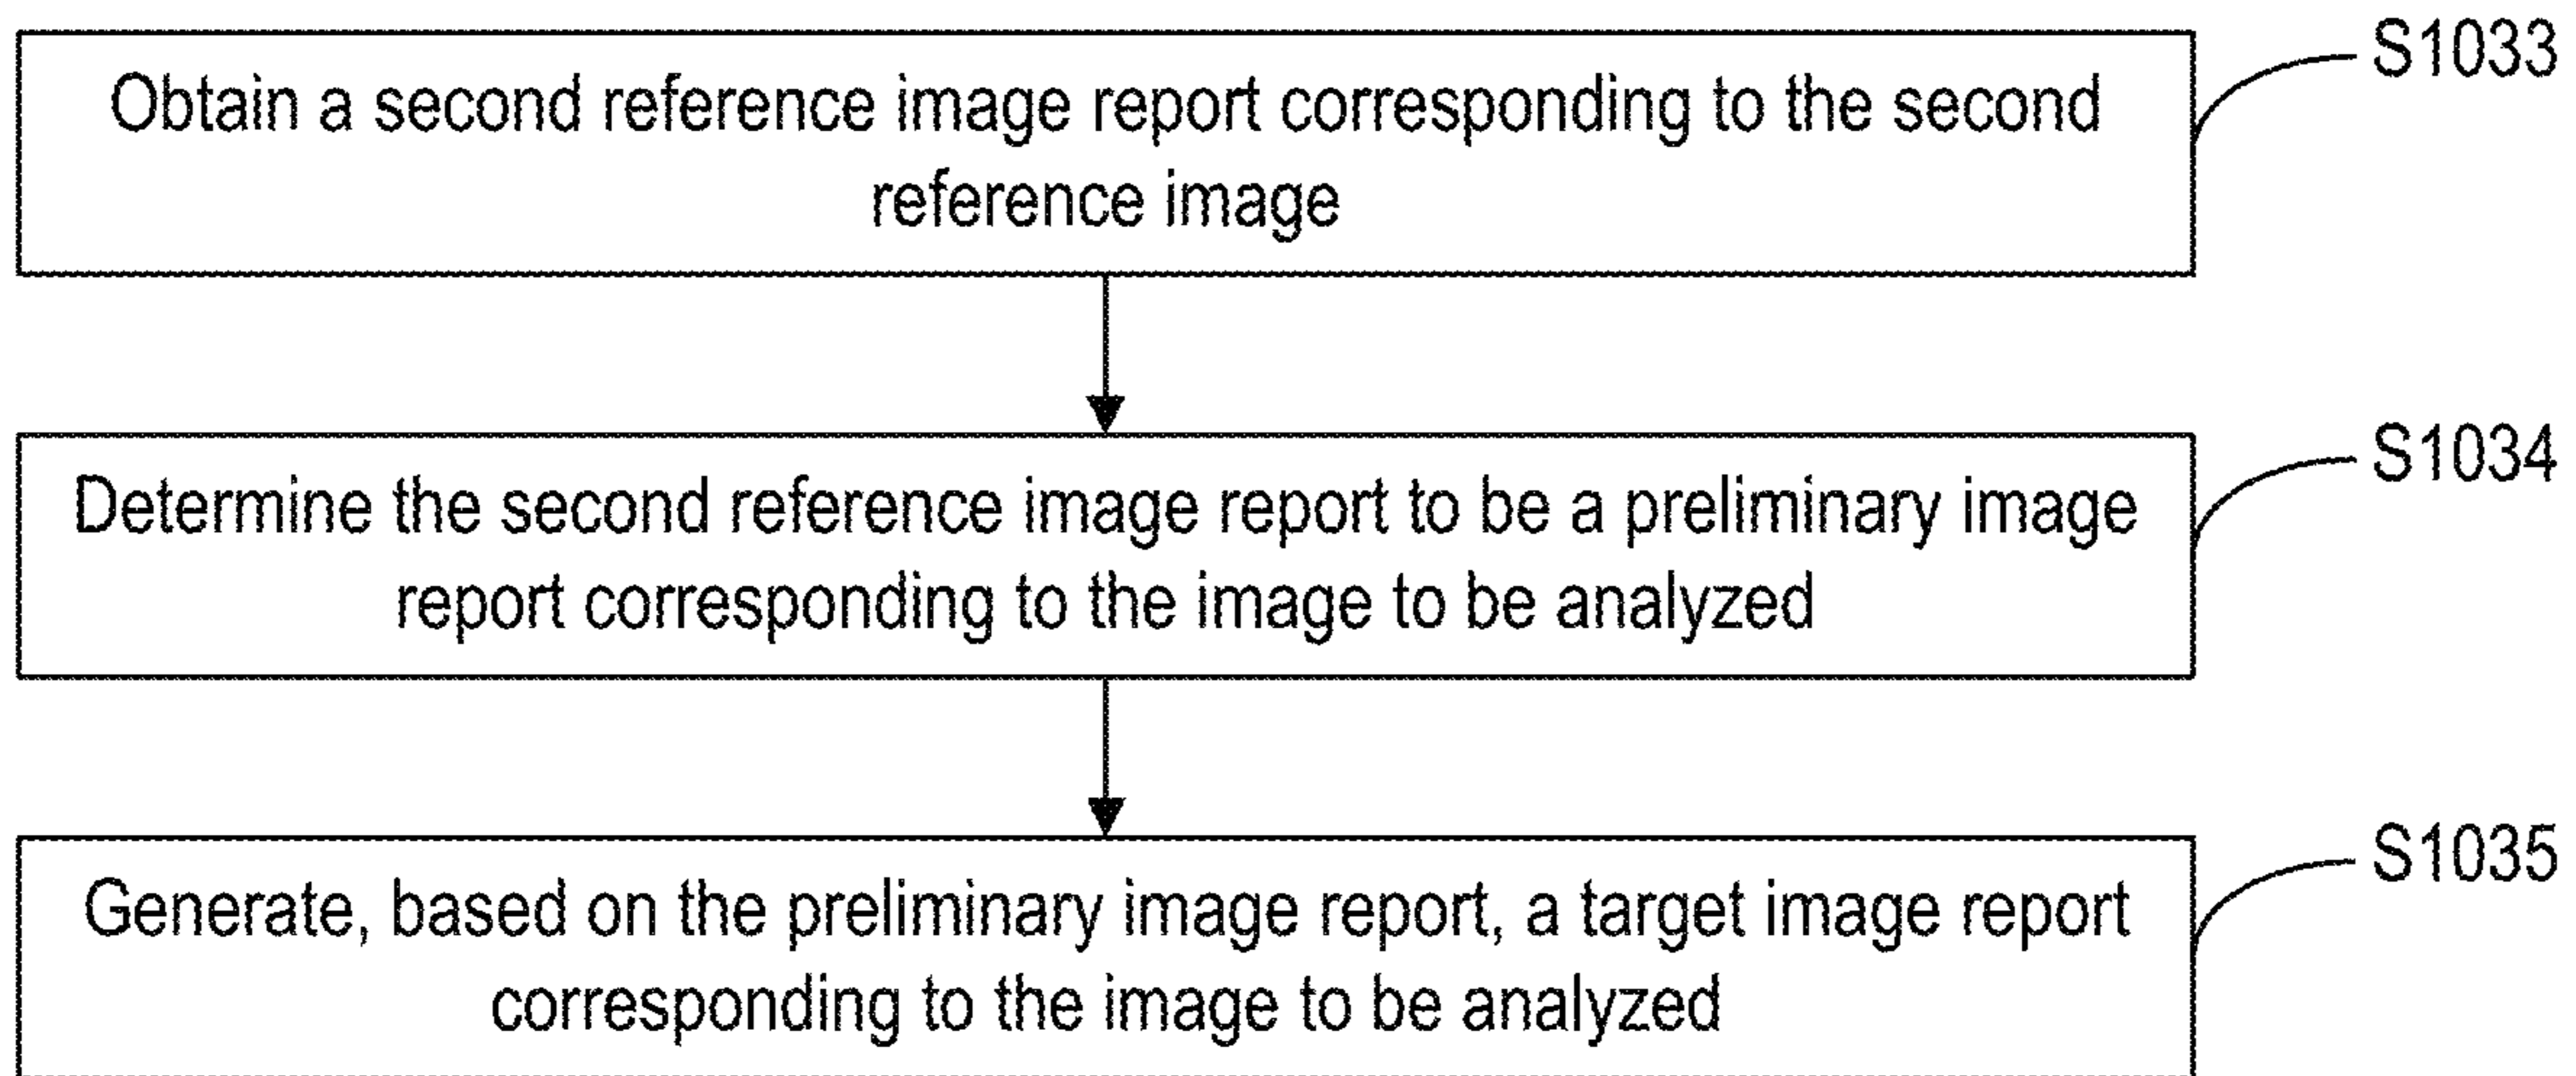 Obtain a second reference image report corresponding to the second
reference image
S1033
Determine the second reference image report to be a preliminary image
report corresponding to the image to be analyzed
S1034
Generate, based on the preliminary image report, a target image report
corresponding to the image to be analyzed
S1035